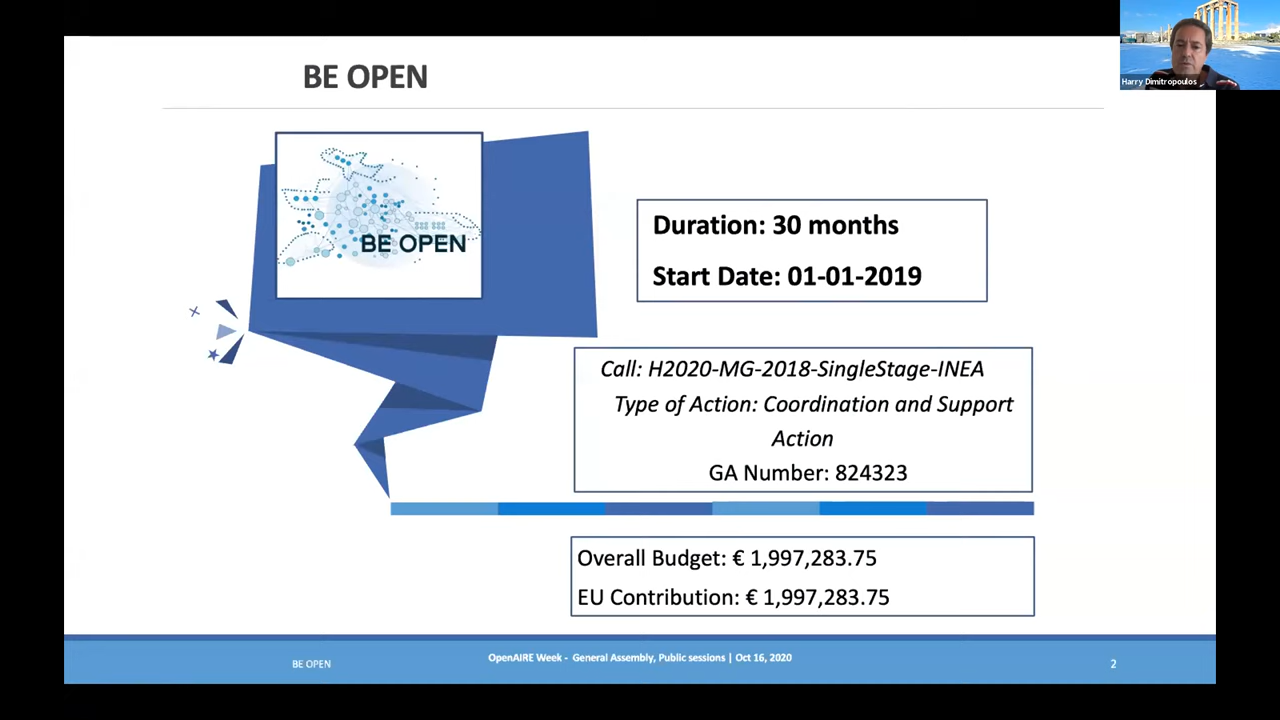 BE OPEN
Harry Dimitropoulos
BE OPEN
Duration: 30 months
Start Date: 01-01-2019
Call: H2020-MG-2018-SingleStage-INEA
Type of Action: Coordination and Support
Action
GA Number: 824323
Overall Budget: € 1,997,283.75
EU Contribution: € 1,997,283.75
BE OPEN
OpenAIRE Week - General Assembly, Public sessions | Oct 16, 2020
2